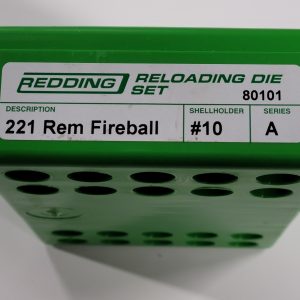 REDDING RELOADING DIE
SET 80101
DESCRIPTION SHELLHOLDER SERIES
221 Rem Fireball #10 A